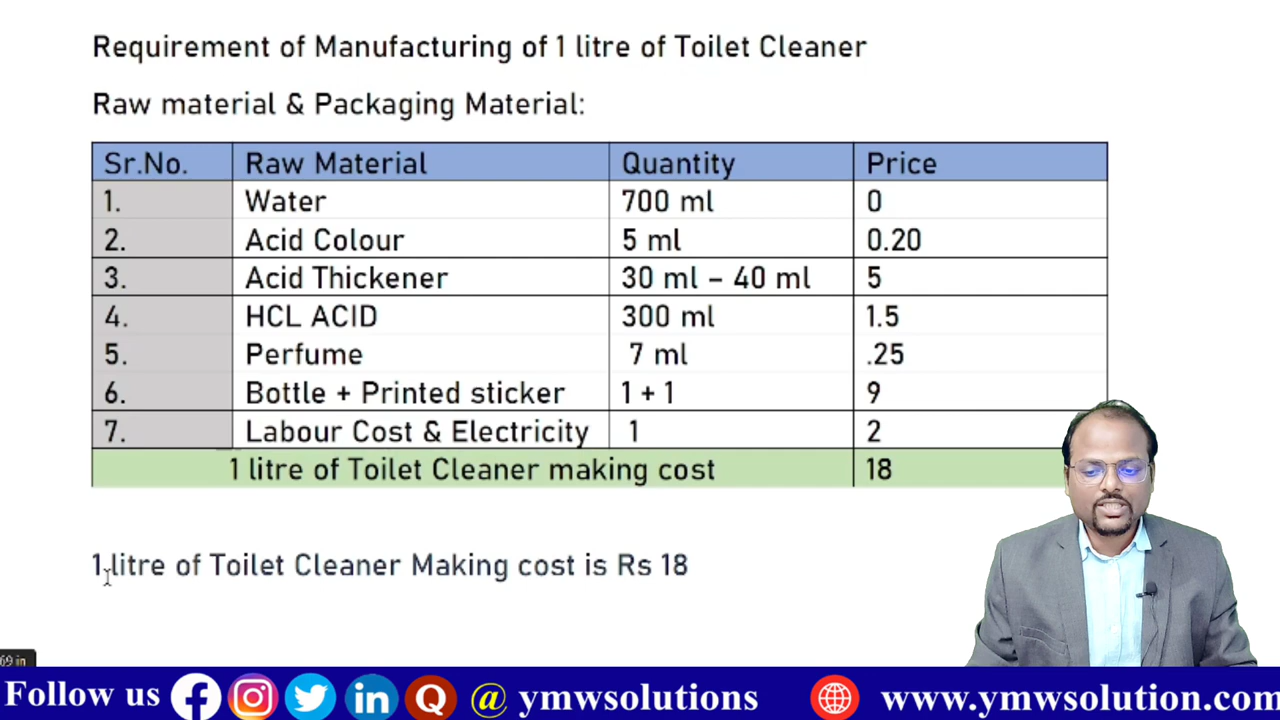 Requirement of Manufacturing of 1 litre of Toilet Cleaner
Raw material & Packaging Material:
Sr.No. Raw Material Quantity Price
1. Water 700 ml 0
2. Acid Colour 5 ml 0.20
3. Acid Thickener 30 ml – 40 ml 5
4. HCL ACID 300 ml 1.5
5. Perfume 7 ml .25
6. Bottle + Printed sticker 1 + 1 9
7. Labour Cost & Electricity 1 2
1 litre of Toilet Cleaner making cost 18
1 litre of Toilet Cleaner Making cost is Rs 18
69 in
Follow us @ ymwsolutions www.ymwsolution.com